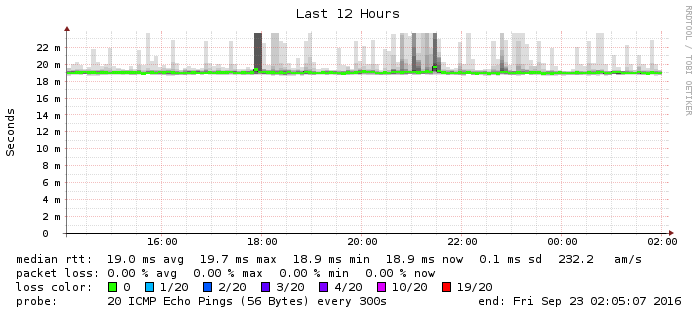 Last 12 Hours
RRDTOOL / TOBI OETIKER
Seconds
22 m
20 m
18 m
16 m
14 m
12 m
10 m
8 m
6 m
4 m
2 m
0
16:00 18:00 20:00 22:00 00:00 02:00
median rtt: 19.0 ms avg 19.7 ms max 18.9 ms min 18.9 ms now 0.1 ms sd 232.2 am/s
packet loss: 0.00 % avg 0.00 % max 0.00 % min 0.00 % now
loss color: 0 1/20 2/20 3/20 4/20 10/20 19/20
probe: 20 ICMP Echo Pings (56 Bytes) every 300s end: Fri Sep 23 02:05:07 2016